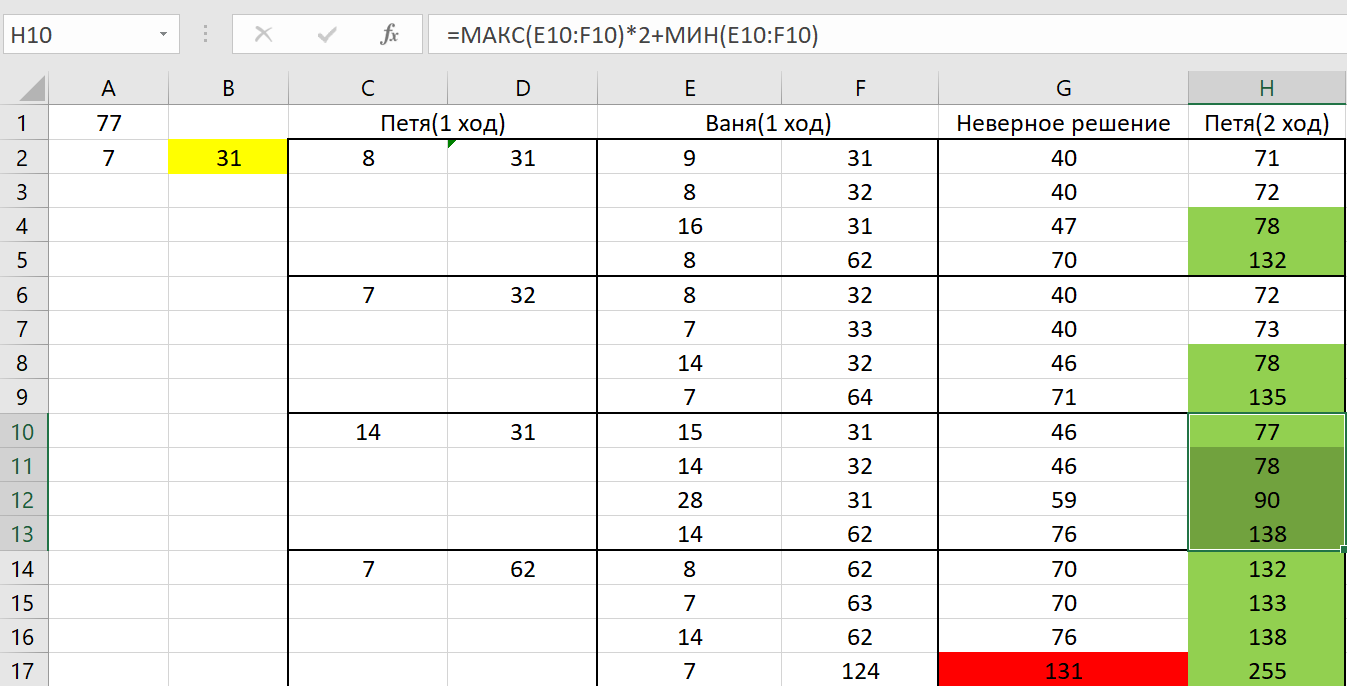 H10 fx =МАКС(E10:F10)*2+МИН(E10:F10)
A B C D E F G H
1 77 Петя(1 ход) Ваня(1 ход) Неверное решение Петя(2 ход)
2 7 31 8 31 9 31 40 71
3 8 32 40 72
4 16 31 47 78
5 8 62 70 132
6 7 32 8 32 40 72
7 7 33 40 73
8 14 32 46 78
9 7 64 71 135
10 14 31 15 31 46 77
11 14 32 46 78
12 28 31 59 90
13 14 62 76 138
14 7 62 8 62 70 132
15 7 63 70 133
16 14 62 76 138
17 7 124 131 255